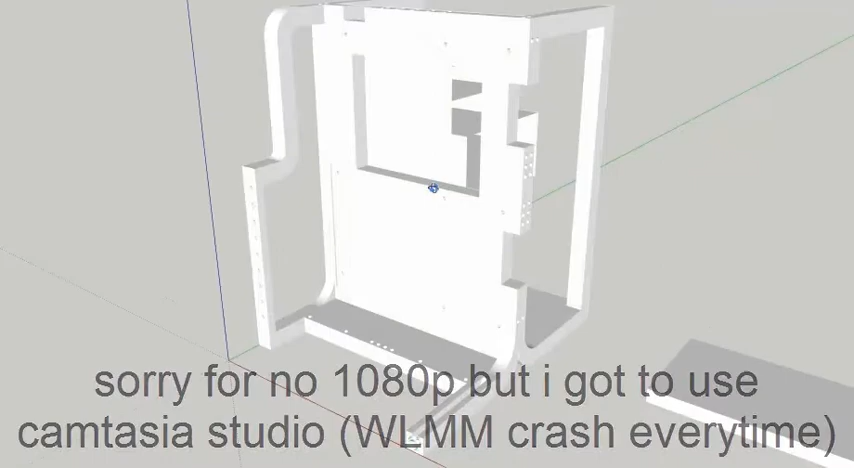 sorry for no 1080p but i got to use
camtasia studio (WLMM crash everytime)